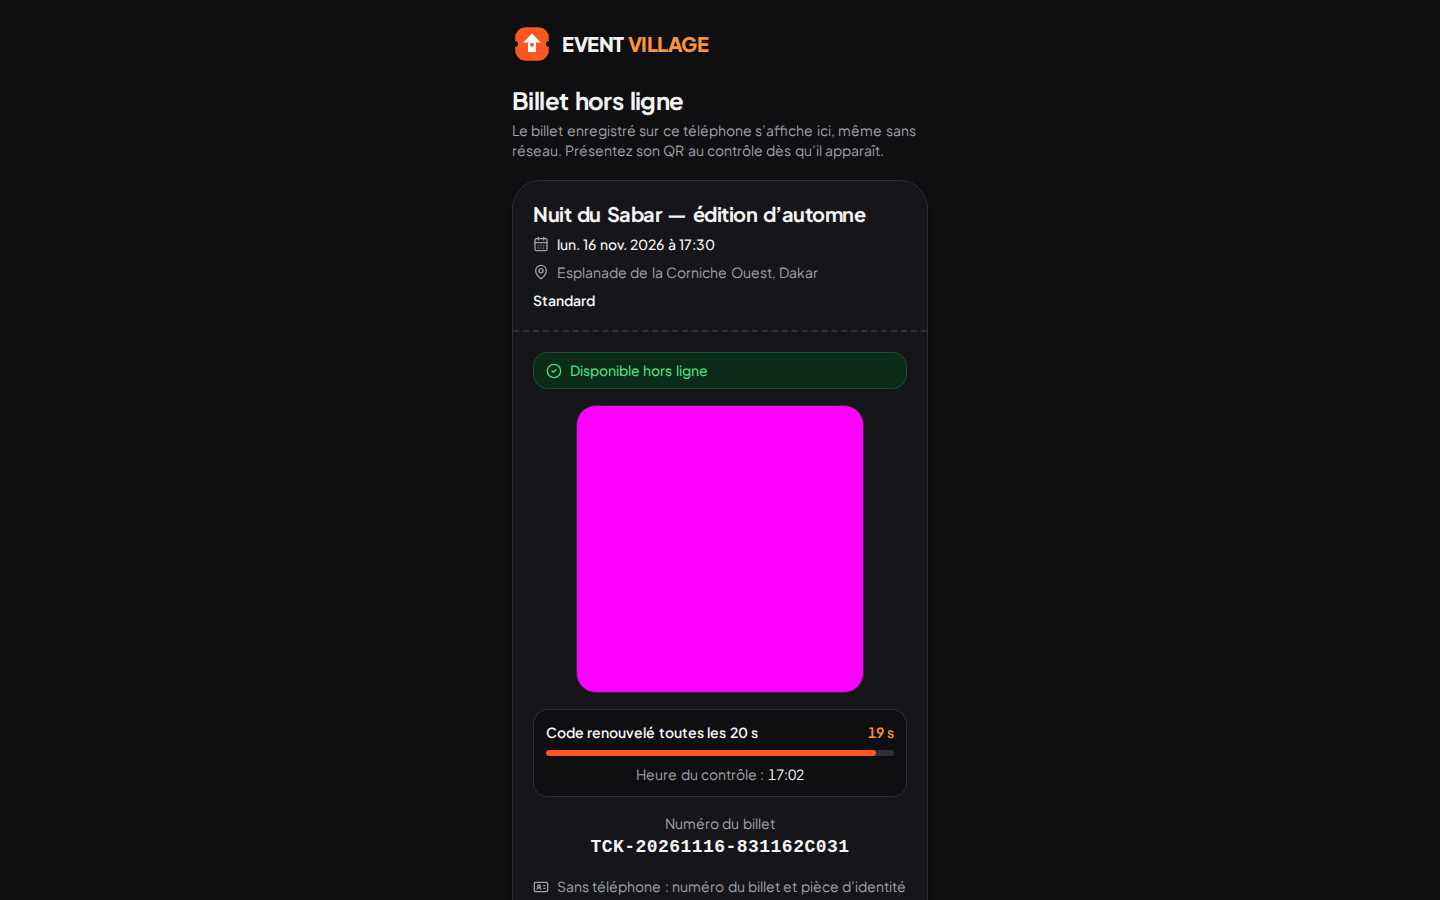 EVENT VILLAGE
Billet hors ligne
Le billet enregistré sur ce téléphone s’affiche ici, même sans
réseau. Présentez son QR au contrôle dès qu’il apparaît.
Nuit du Sabar — édition d’automne
lun. 16 nov. 2026 à 17:30
Esplanade de la Corniche Ouest, Dakar
Standard
Disponible hors ligne
Code renouvelé toutes les 20 s 19 s
Heure du contrôle : 17:02
Numéro du billet
TCK-20261116-831162C031
Sans téléphone : numéro du billet et pièce d’identité